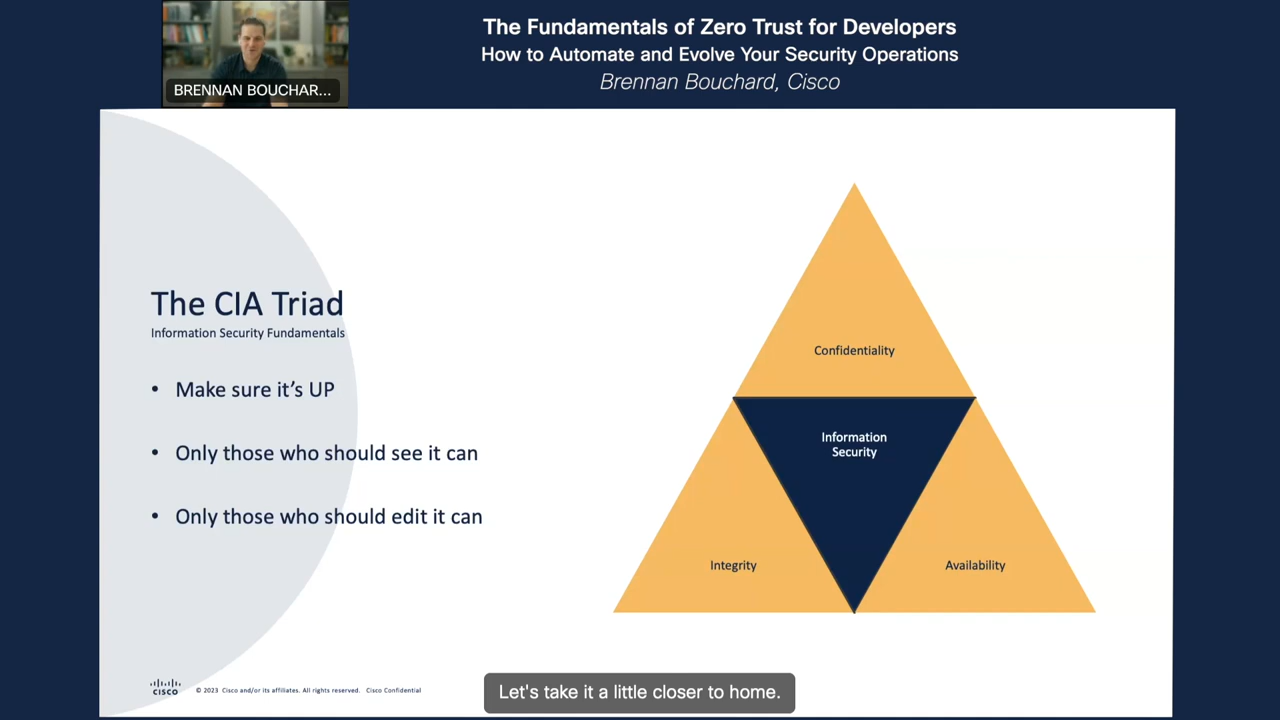 The Fundamentals of Zero Trust for Developers
How to Automate and Evolve Your Security Operations
Brennan Bouchard, Cisco
BRENNAN BOUCHAR...
The CIA Triad
Information Security Fundamentals
• Make sure it’s UP
• Only those who should see it can
• Only those who should edit it can
Confidentiality
Information
Security
Integrity
Availability
CISCO
© 2023 Cisco and/or its affiliates. All rights reserved. Cisco Confidential
Let's take it a little closer to home.